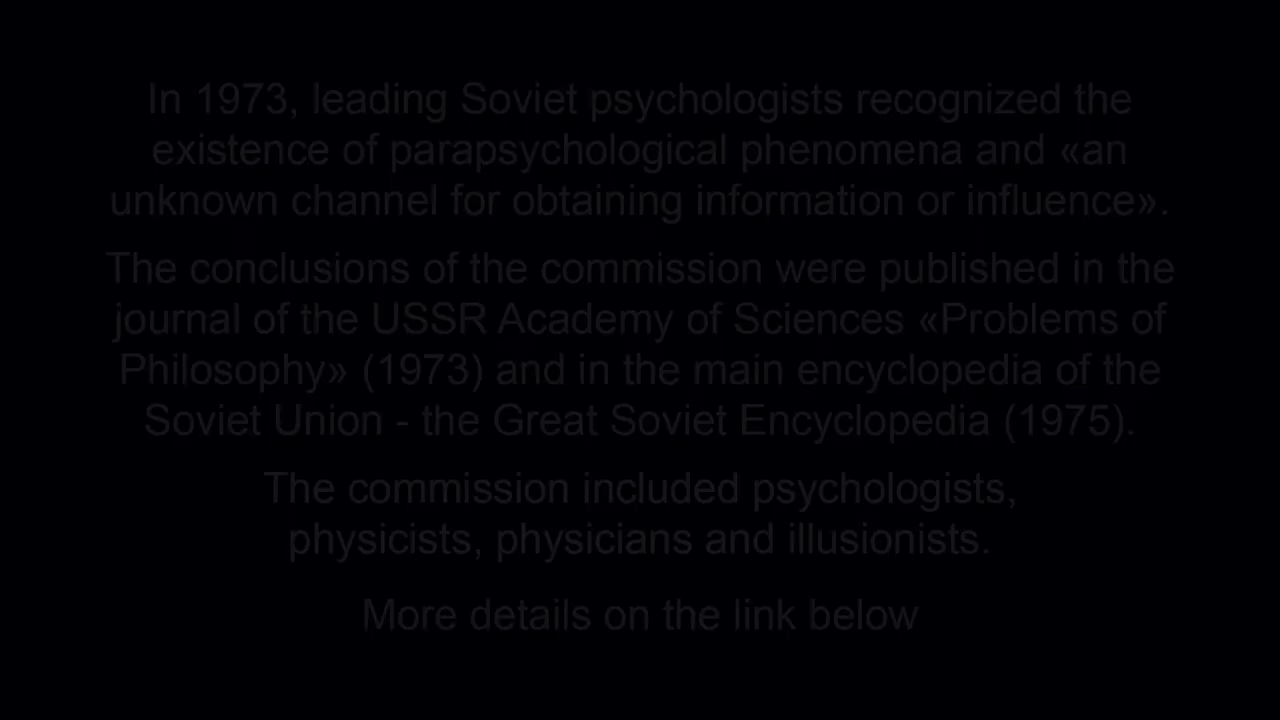 In 1973, leading Soviet psychologists recognized the
existence of parapsychological phenomena and «an
unknown channel for obtaining information or influence».
The conclusions of the commission were published in the
journal of the USSR Academy of Sciences «Problems of
Philosophy» (1973) and in the main encyclopedia of the
Soviet Union - the Great Soviet Encyclopedia (1975).
The commission included psychologists,
physicists, physicians and illusionists.
More details on the link below